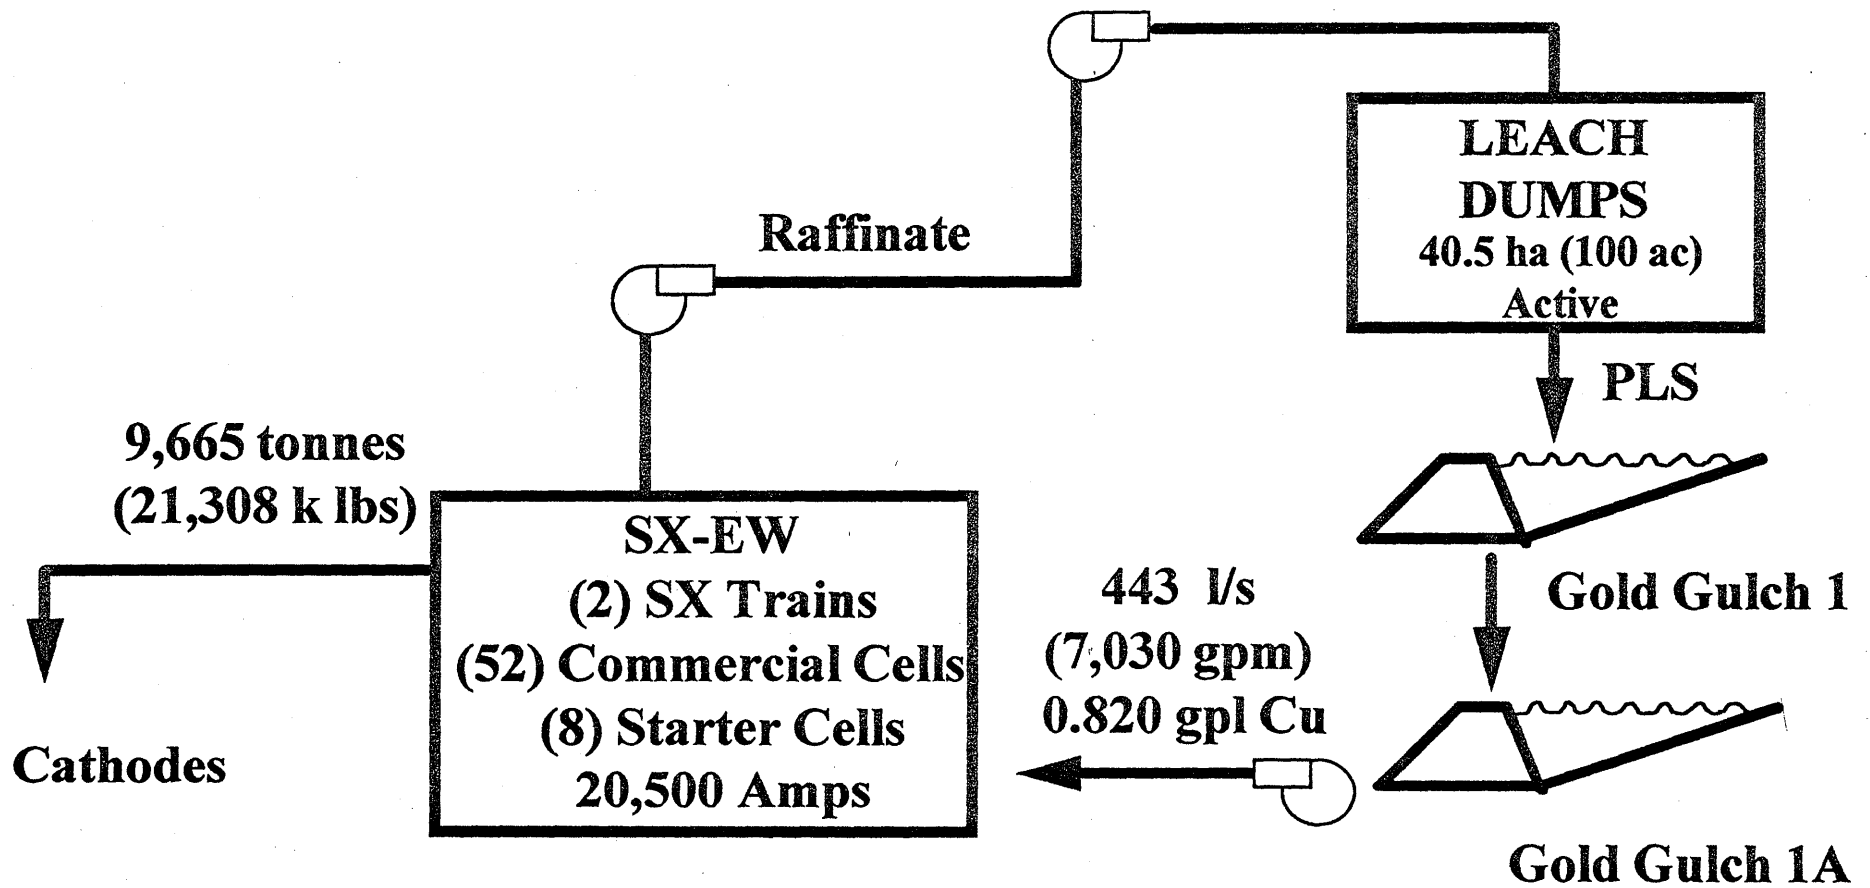 LEACH
DUMPS
40.5 ha (100 ac)
Active
Raffinate
PLS
9,665 tonnes
(21,308 k lbs)
SX-EW
(2) SX Trains
(52) Commercial Cells
(8) Starter Cells
20,500 Amps
443 l/s
(7,030 gpm)
0.820 gpl Cu
Gold Gulch 1
Cathodes
Gold Gulch 1A